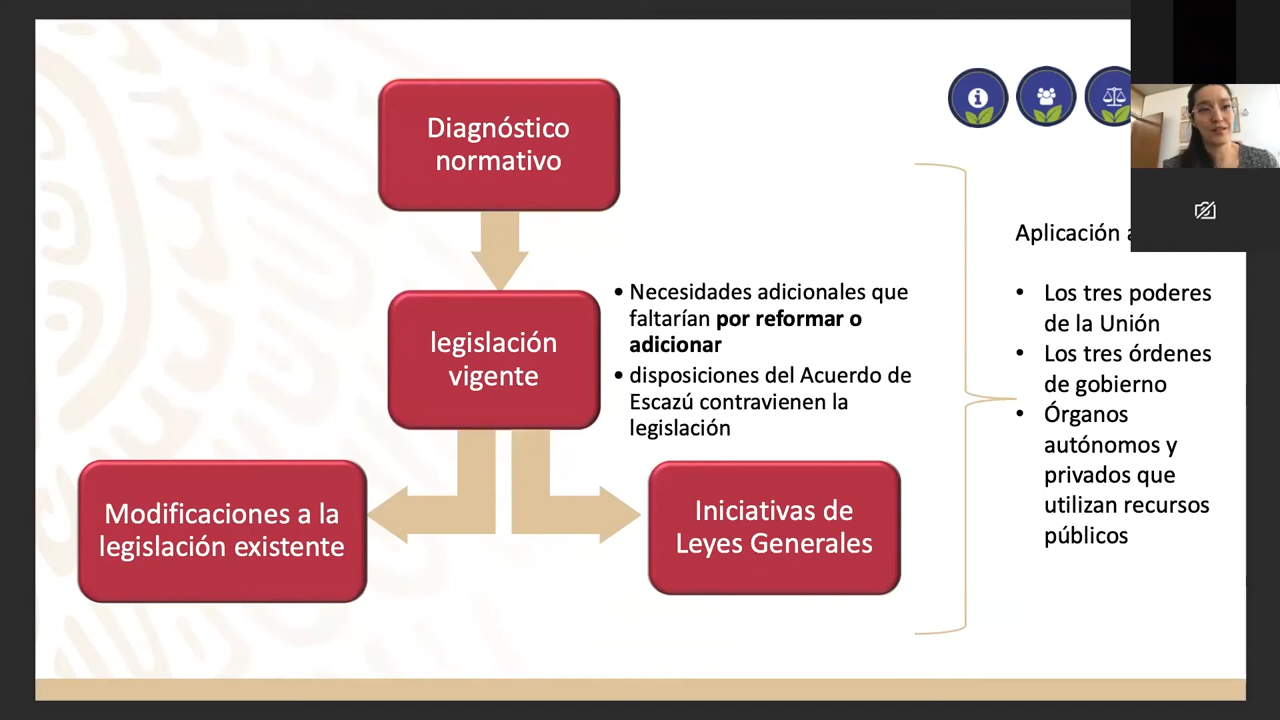 Diagnóstico
normativo
legislación
vigente
• Necesidades adicionales que
faltarían por reformar o
adicionar
• disposiciones del Acuerdo de
Escazú contravienen la
legislación
Modificaciones a la
legislación existente
Iniciativas de
Leyes Generales
Aplicación
• Los tres poderes
de la Unión
• Los tres órdenes
de gobierno
• Órganos
autónomos y
privados que
utilizan recursos
públicos